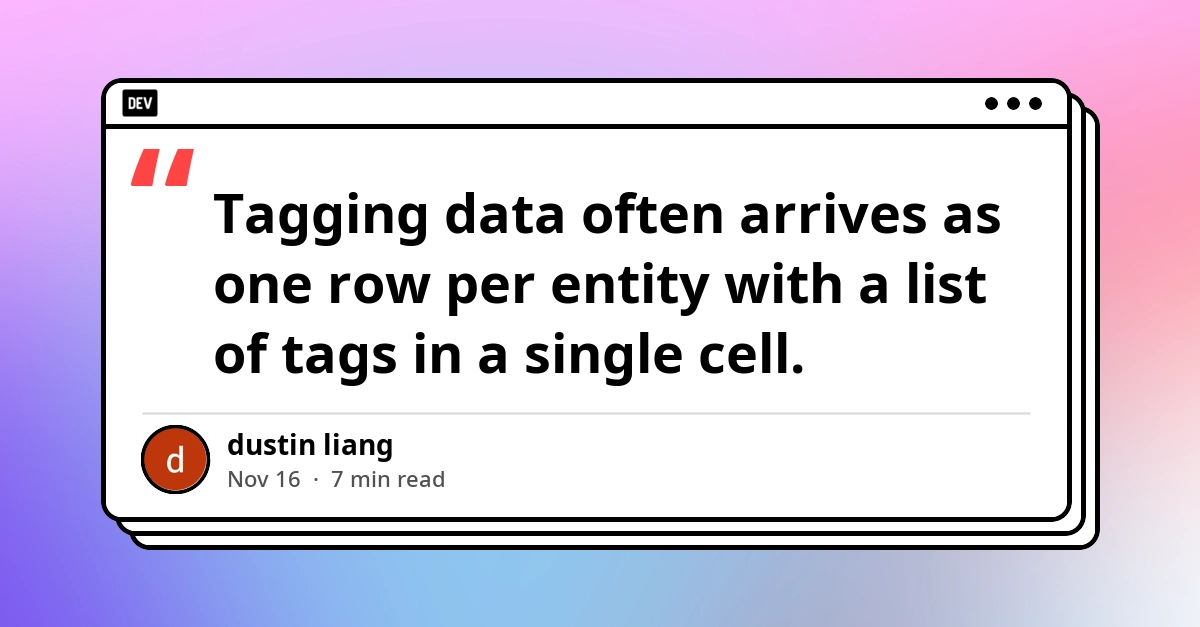 DEV
“
Tagging data often arrives as
one row per entity with a list
of tags in a single cell.
d
dustin liang
Nov 16 · 7 min read